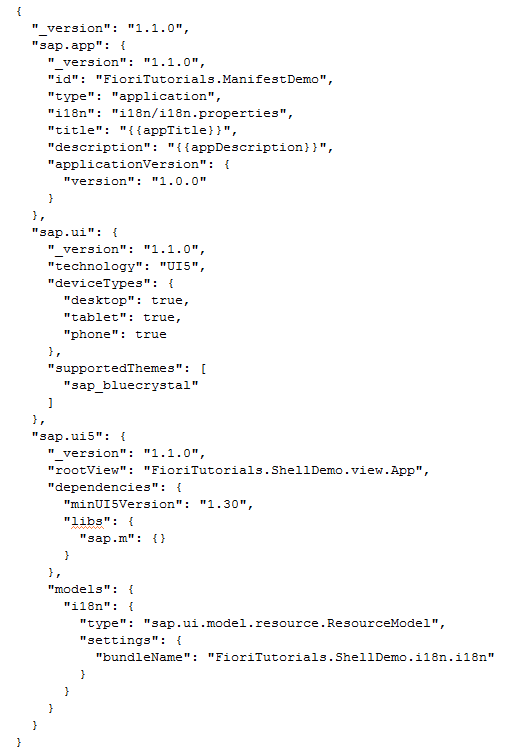 {
  "_version": "1.1.0",
  "sap.app": {
    "_version": "1.1.0",
    "id": "FioriTutorials.ManifestDemo",
    "type": "application",
    "i18n": "i18n/i18n.properties",
    "title": "{{appTitle}}",
    "description": "{{appDescription}}",
    "applicationVersion": {
      "version": "1.0.0"
    }
  },
  "sap.ui": {
    "_version": "1.1.0",
    "technology": "UI5",
    "deviceTypes": {
      "desktop": true,
      "tablet": true,
      "phone": true
    },
    "supportedThemes": [
      "sap_bluecrystal"
    ]
  },
  "sap.ui5": {
    "_version": "1.1.0",
    "rootView": "FioriTutorials.ShellDemo.view.App",
    "dependencies": {
      "minUI5Version": "1.30",
      "libs": {
        "sap.m": {}
      }
    },
    "models": {
      "i18n": {
        "type": "sap.ui.model.resource.ResourceModel",
        "settings": {
          "bundleName": "FioriTutorials.ShellDemo.i18n.i18n"
        }
      }
    }
  }
}